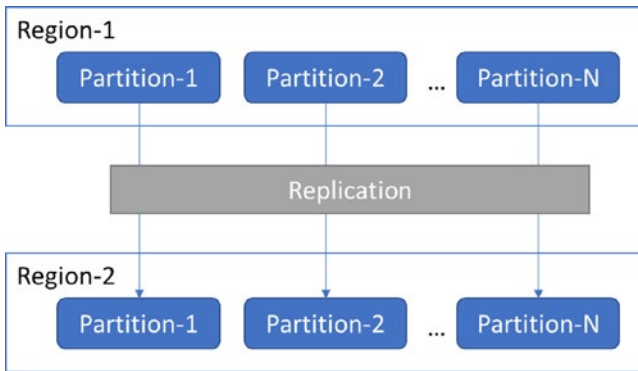 Region-1
Partition-1 Partition-2 ... Partition-N
Replication
Region-2
Partition-1 Partition-2 ... Partition-N